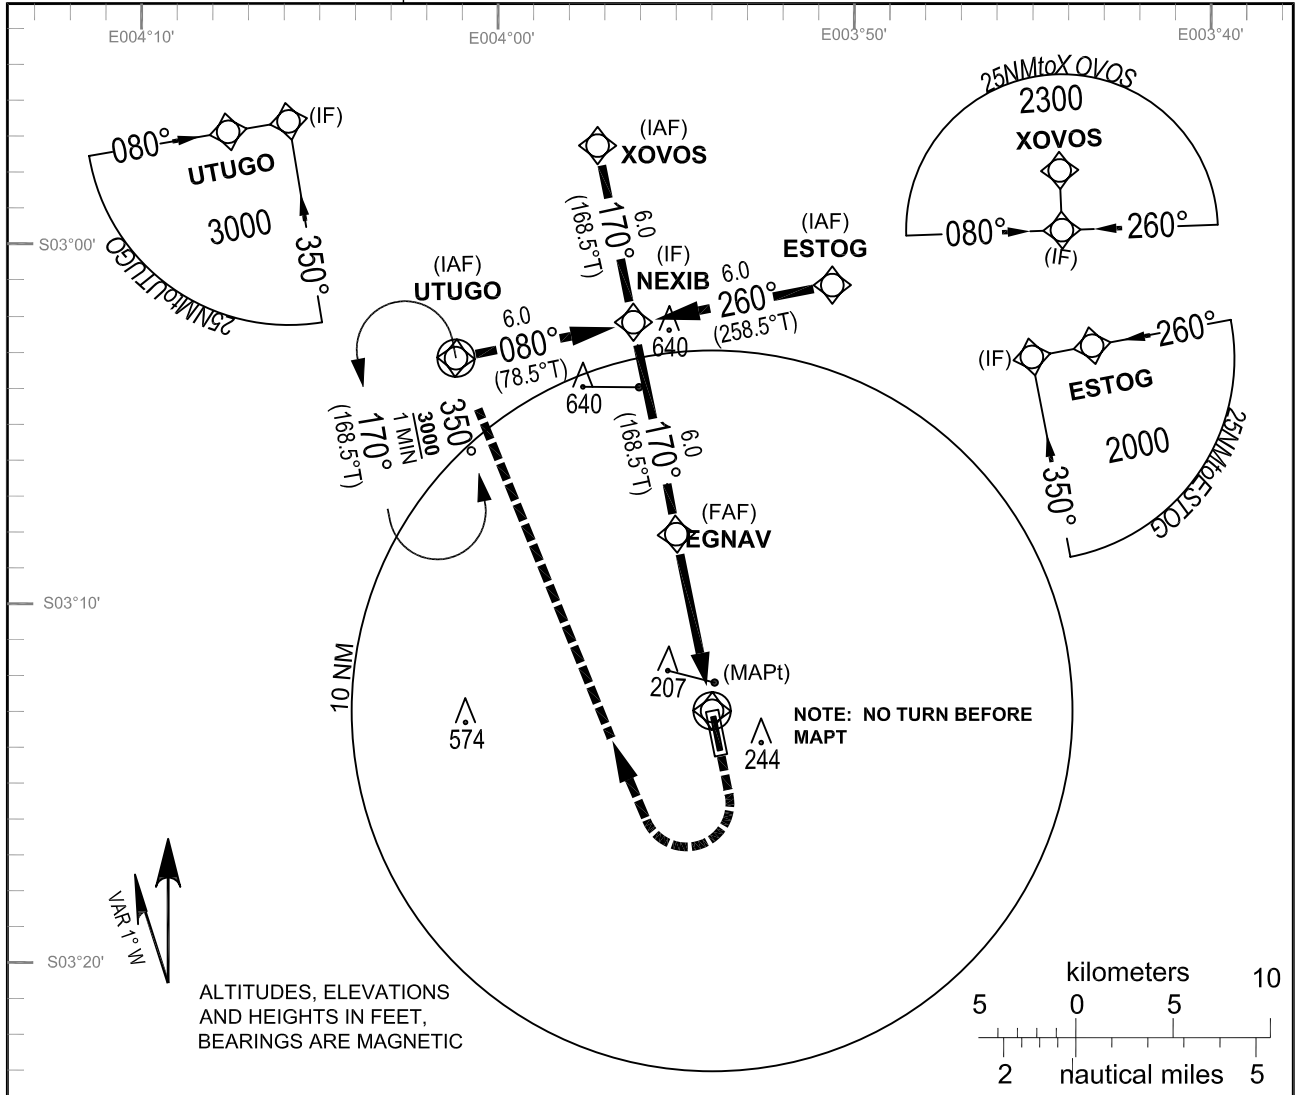 E004°10'
E004°00'
E003°50'
E003°40'
25NMtoXOVOS
2300
XOVOS
080°
260°
(IF)
(IF)
080°
UTUGO
3000
350°
25NMtoUTUGO
(IAF)
XOVOS
6.0
170°
(168.5°T)
(IAF)
ESTOG
6.0
260°
(258.5°T)
(IF)
NEXIB
640
S03°00'
(IAF)
UTUGO
6.0
080°
(78.5°T)
640
260°
(IF)
ESTOG
2000
350°
25NMtoESTOG
350°
3000
1 MIN
170°
(168.5°T)
6.0
170°
(168.5°T)
(FAF)
EGNAV
S03°10'
10 NM
207
(MAPt)
574
244
NOTE: NO TURN BEFORE
MAPT
VAR 1° W
S03°20'
ALTITUDES, ELEVATIONS
AND HEIGHTS IN FEET,
BEARINGS ARE MAGNETIC
kilometers
5 0 5 10
2 nautical miles 5